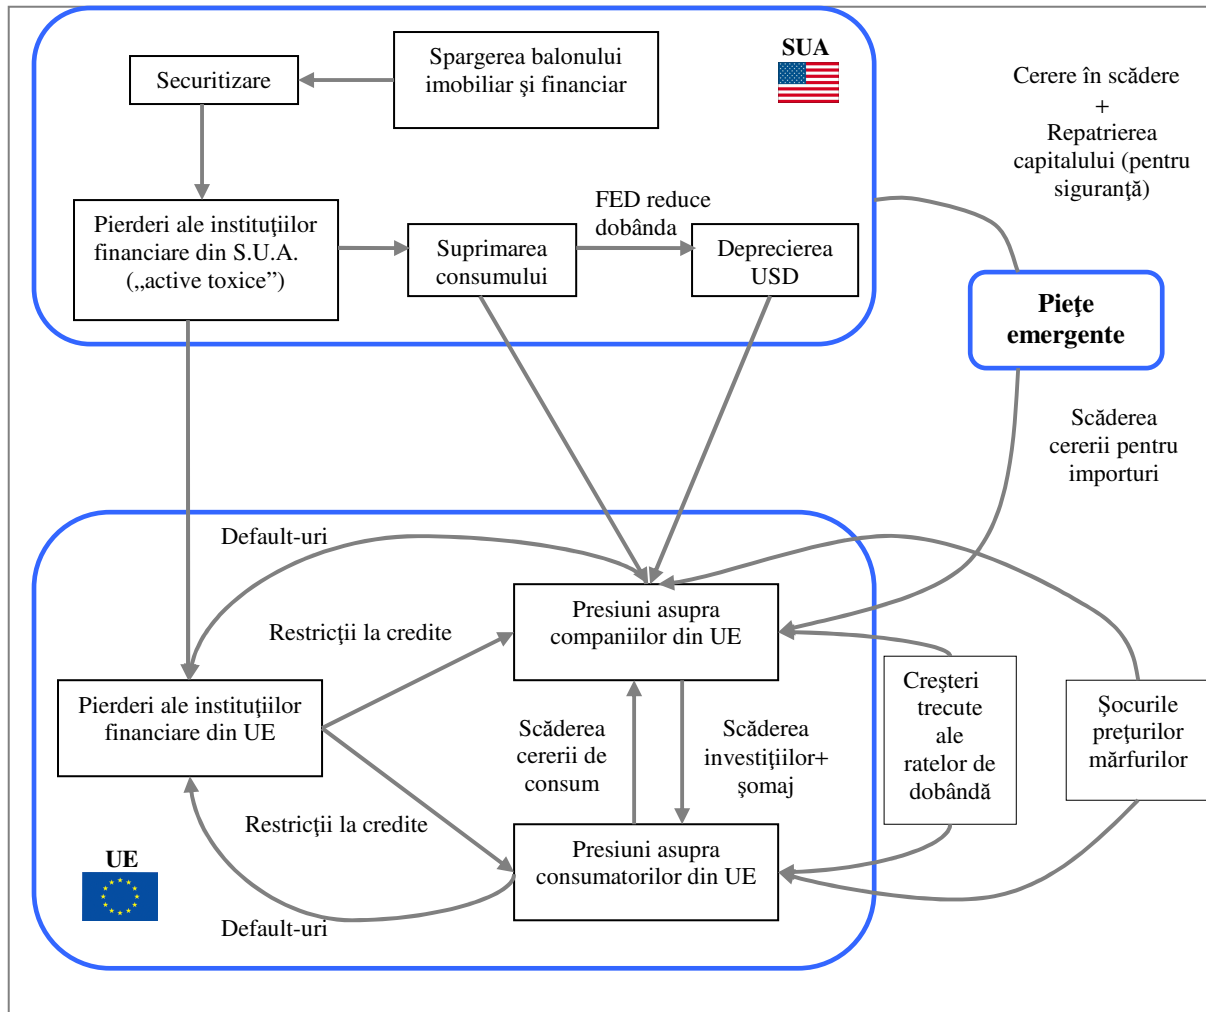 SUA
Spargerea balonului
imobiliar şi financiar
Securitizare
Cerere în scădere
+
Repatrierea
capitalului (pentru
siguranţă)
Pierderi ale instituţiilor
financiare din S.U.A.
(„active toxice”)
Suprimarea
consumului
FED reduce
dobânda
Deprecierea
USD
Pieţe
emergente
Scăderea
cererii pentru
importuri
Default-uri
Restricţii la credite
Presiuni asupra
companiilor din UE
Pierderi ale instituţiilor
financiare din UE
Scăderea
cererii de
consum
Scăderea
investiţiilor+
şomaj
Creşteri
trecute
ale
ratelor de
dobândă
Şocurile
preţurilor
mărfurilor
Restricţii la credite
Presiuni asupra
consumatorilor din UE
UE
Default-uri